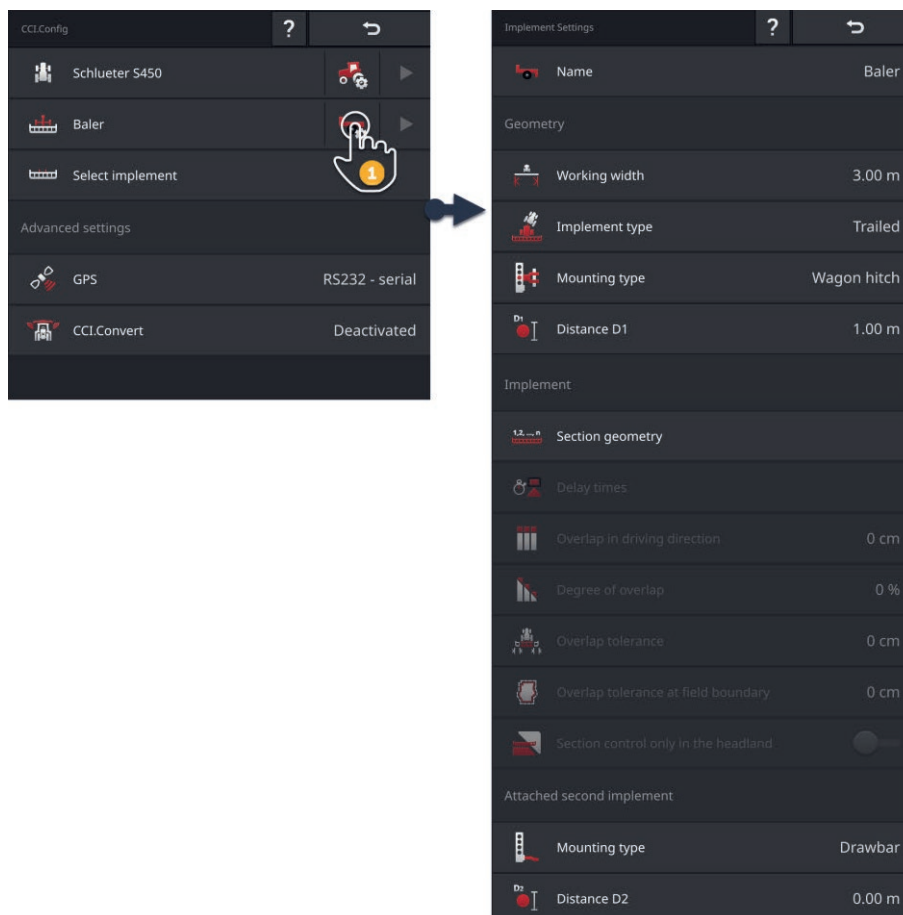 CCI.Config
?
Schlueter S450
Baler
1
Select implement
Advanced settings
GPS RS232 - serial
CCI.Convert Deactivated
Implement Settings
?
Name Baler
Geometry
Working width 3.00 m
Implement type Trailed
Mounting type Wagon hitch
D1
Distance D1 1.00 m
Implement
1,2, ... n
Section geometry
Delay times
Overlap in driving direction 0 cm
Degree of overlap 0 %
Overlap tolerance 0 cm
Overlap tolerance at field boundary 0 cm
Section control only in the headland
Attached second implement
Mounting type Drawbar
D2
Distance D2 0.00 m